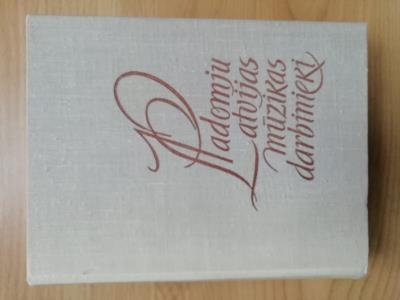 Padomju
Latvijas
mūzikas
darbinieki